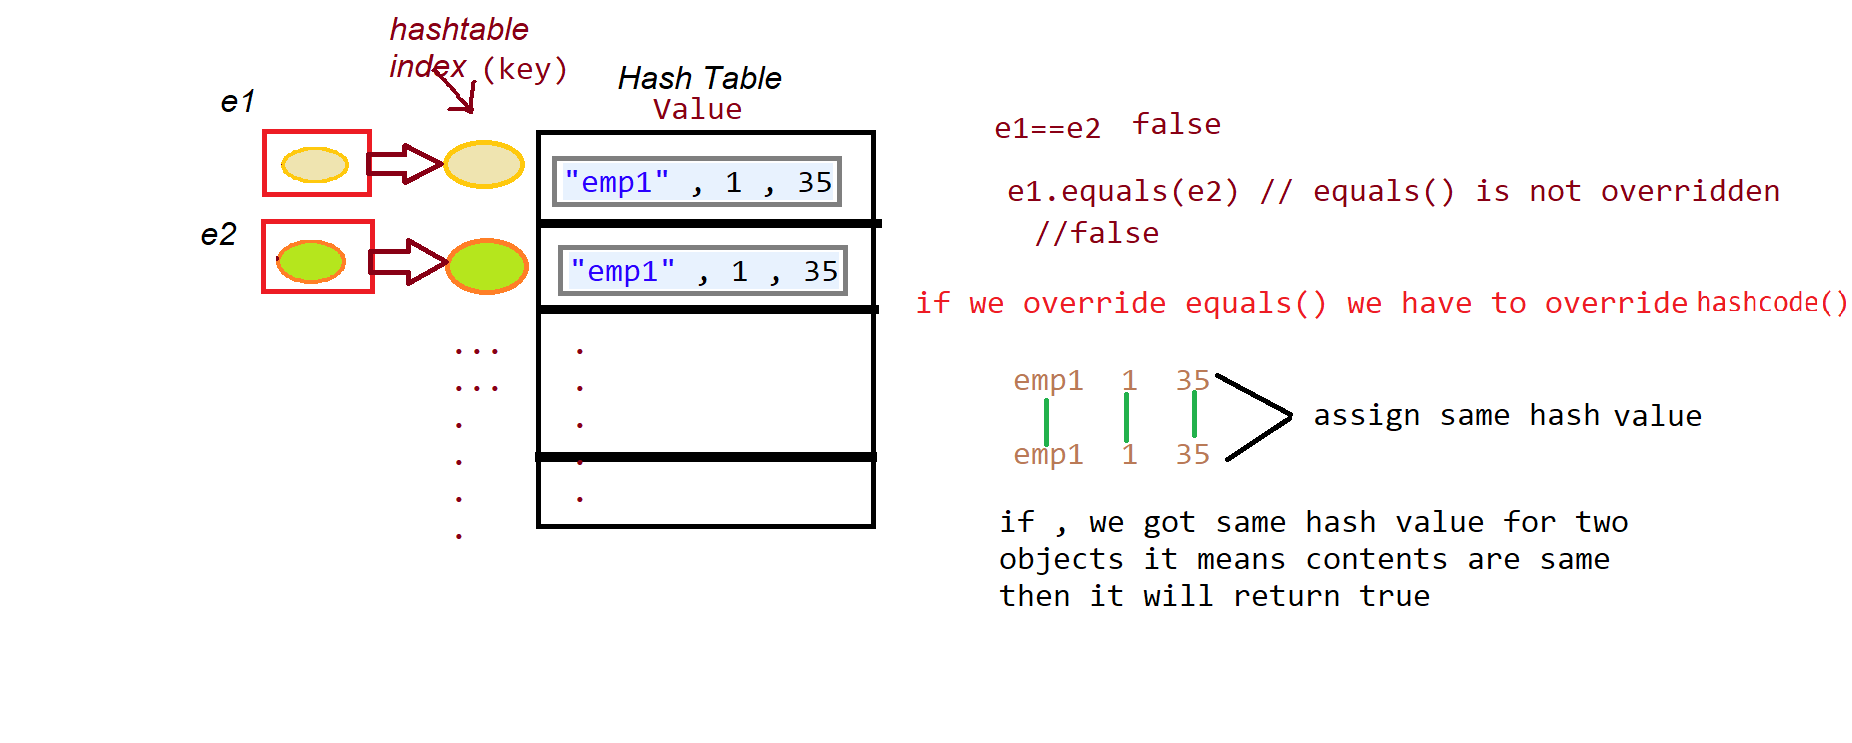 hashtable
index (key)
Hash Table
Value
e1
"emp1" , 1 , 35
e2
"emp1" , 1 , 35
...
...
.
.
.
.
.
.
.
.
.
e1==e2 false
e1.equals(e2) // equals() is not overridden
//false
if we override equals() we have to override hashcode()
emp1 1 35
emp1 1 35
assign same hash value
if , we got same hash value for two
objects it means contents are same
then it will return true